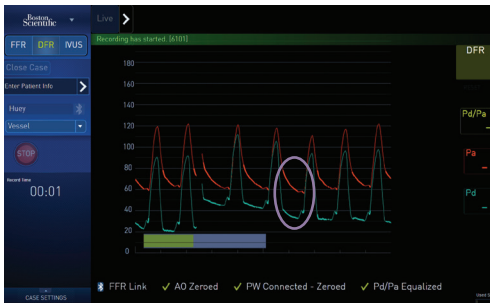 Boston
Scientific
Live
Recording has started. [6101]
FFR DFR IVUS
DFR
Close Case
Enter Patient Info
Huey
Vessel
STOP
Record Time
00:01
180
160
140
120
100
80
60
40
20
0
Pd/Pa
Pa
Pd
FFR Link ✓ AO Zeroed ✓ PW Connected - Zeroed ✓ Pd/Pa Equalized
CASE SETTINGS